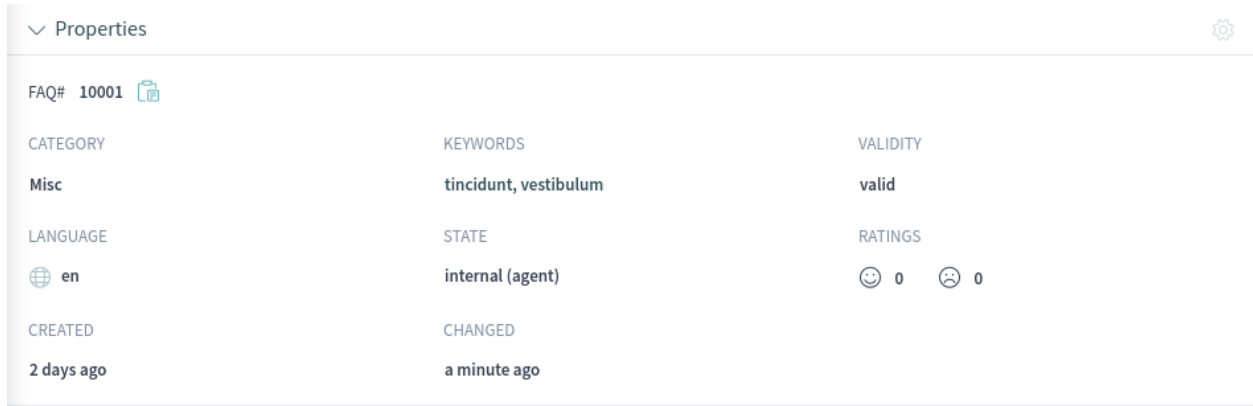 Properties
FAQ# 10001
CATEGORY KEYWORDS VALIDITY
Misc tincidunt, vestibulum valid
LANGUAGE STATE RATINGS
en internal (agent) 0 0
CREATED CHANGED
2 days ago a minute ago